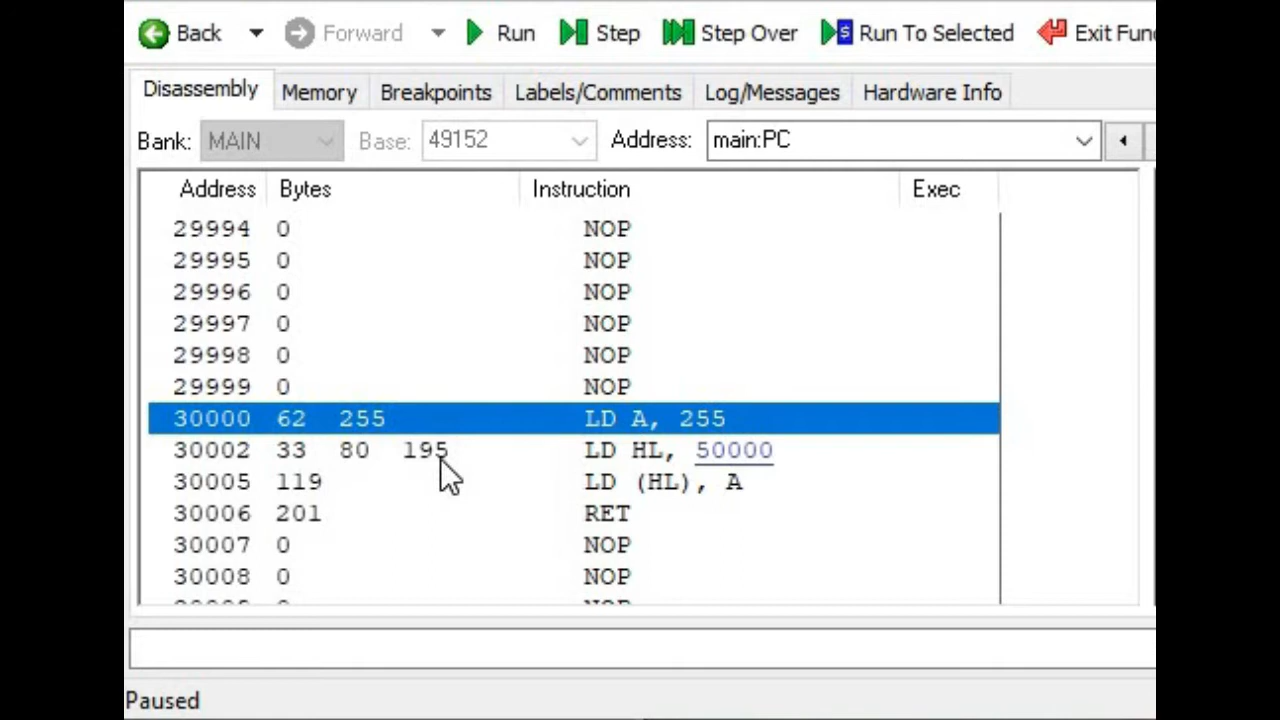 Back Forward Run Step Step Over Run To Selected Exit Func
Disassembly Memory Breakpoints Labels/Comments Log/Messages Hardware Info
Bank: MAIN Base: 49152 Address: main:PC
Address Bytes Instruction Exec
29994 0 NOP
29995 0 NOP
29996 0 NOP
29997 0 NOP
29998 0 NOP
29999 0 NOP
30000 62 255 LD A, 255
30002 33 80 195 LD HL, 50000
30005 119 LD (HL), A
30006 201 RET
30007 0 NOP
30008 0 NOP
Paused